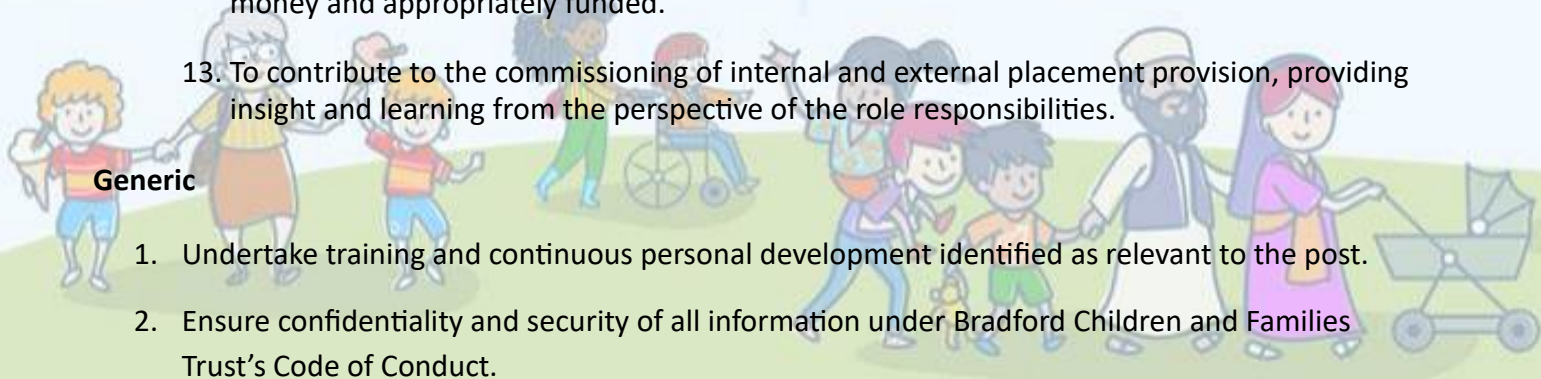 money and appropriately funded.
13. To contribute to the commissioning of internal and external placement provision, providing
insight and learning from the perspective of the role responsibilities.
Generic
1. Undertake training and continuous personal development identified as relevant to the post.
2. Ensure confidentiality and security of all information under Bradford Children and Families
Trust's Code of Conduct.